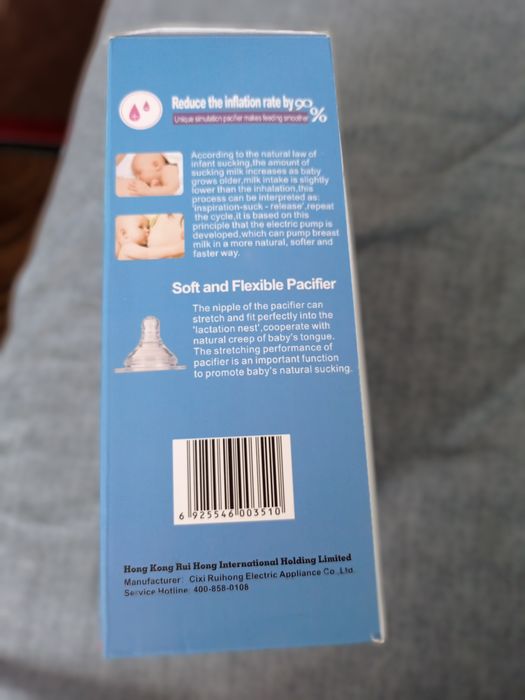 Reduce the inflation rate by 90%
Unique simulation pacifier makes feeding smoother
According to the natural law of
infant sucking,the amount of
sucking milk increases as baby
grows older,milk intake is slightly
lower than the inhalation,this
process can be interpreted as:
'inspiration-suck - release',repeat
the cycle,it is based on this
principle that the electric pump is
developed,which can pump breast
milk in a more natural, softer and
faster way.
Soft and Flexible Pacifier
The nipple of the pacifier can
stretch and fit perfectly into the
'lactation nest',cooperate with
natural creep of baby's tongue.
The stretching performance of
pacifier is an important function
to promote baby's natural sucking.
6 925546 003510
Hong Kong Rui Hong International Holding Limited
Manufacturer: Cixi Ruihong Electric Appliance Co.,Ltd.
Service Hotline: 400-858-0108